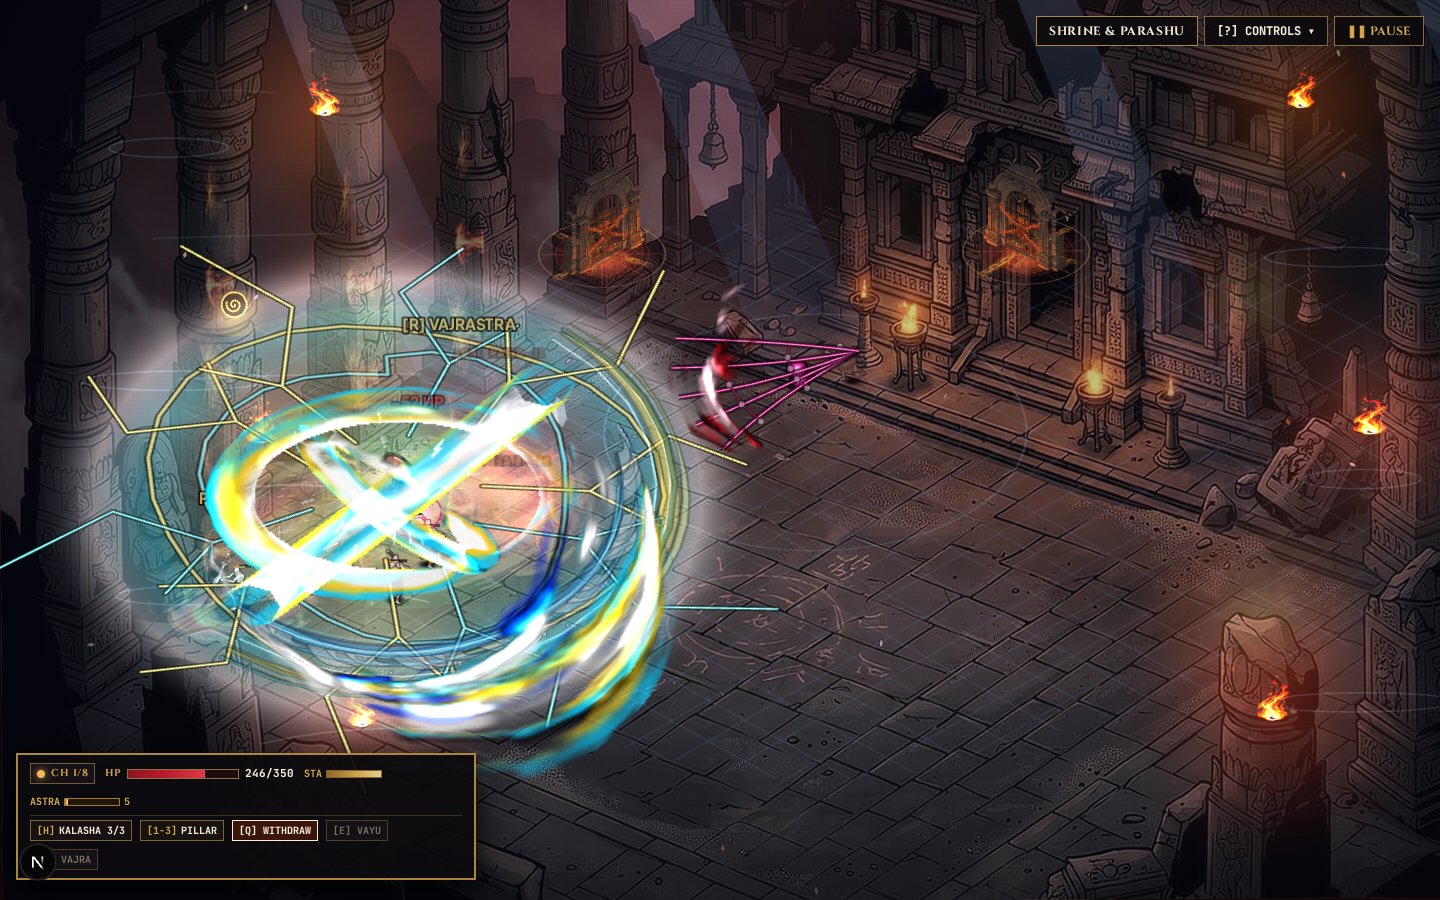 SHRINE & PARASHU
[?] CONTROLS ▾
❚❚ PAUSE
[R] VAJRASTRA
CH 1/8 HP 246/350 STA
ASTRA 5
[H] KALASHA 3/3 [1-3] PILLAR [Q] WITHDRAW [E] VAYU
N VAJRA